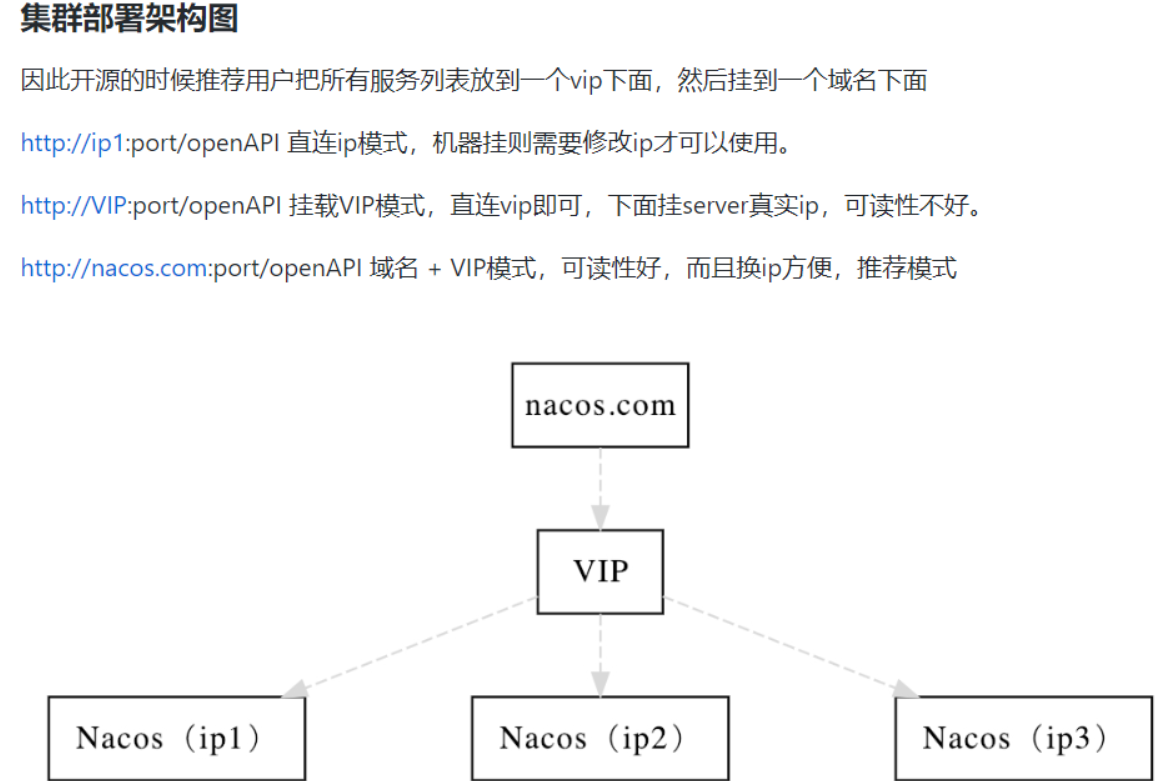 集群部署架构图
因此开源的时候推荐用户把所有服务列表放到一个vip下面，然后挂到一个域名下面
http://ip1:port/openAPI 直连ip模式，机器挂则需要修改ip才可以使用。
http://VIP:port/openAPI 挂载VIP模式，直连vip即可，下面挂server真实ip，可读性不好。
http://nacos.com:port/openAPI 域名 + VIP模式，可读性好，而且换ip方便，推荐模式
nacos.com
VIP
Nacos（ip1）
Nacos（ip2）
Nacos（ip3）